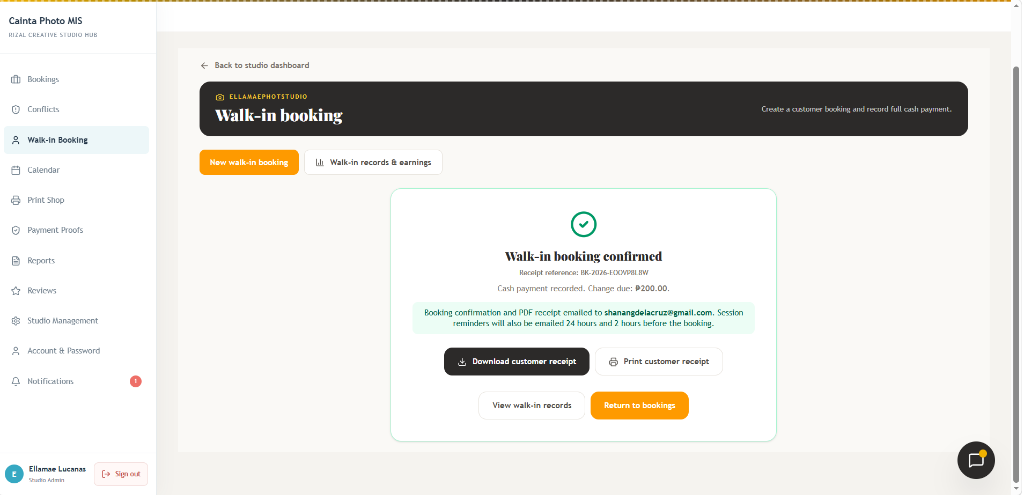 Cainta Photo MIS
RIZAL CREATIVE STUDIO HUB
Bookings
Conflicts
Walk-in Booking
Calendar
Print Shop
Payment Proofs
Reports
Reviews
Studio Management
Account & Password
Notifications
1
E
Ellamae Lucanas
Studio Admin
Sign out
Back to studio dashboard
ELLAMAEPHOTSTUDIO
Walk-in booking
Create a customer booking and record full cash payment.
New walk-in booking
Walk-in records & earnings
Walk-in booking confirmed
Receipt reference: BK-2026-EOOVP8L8W
Cash payment recorded. Change due: ₱200.00.
Booking confirmation and PDF receipt emailed to shanangdelacruz@gmail.com. Session
reminders will also be emailed 24 hours and 2 hours before the booking.
Download customer receipt
Print customer receipt
View walk-in records
Return to bookings